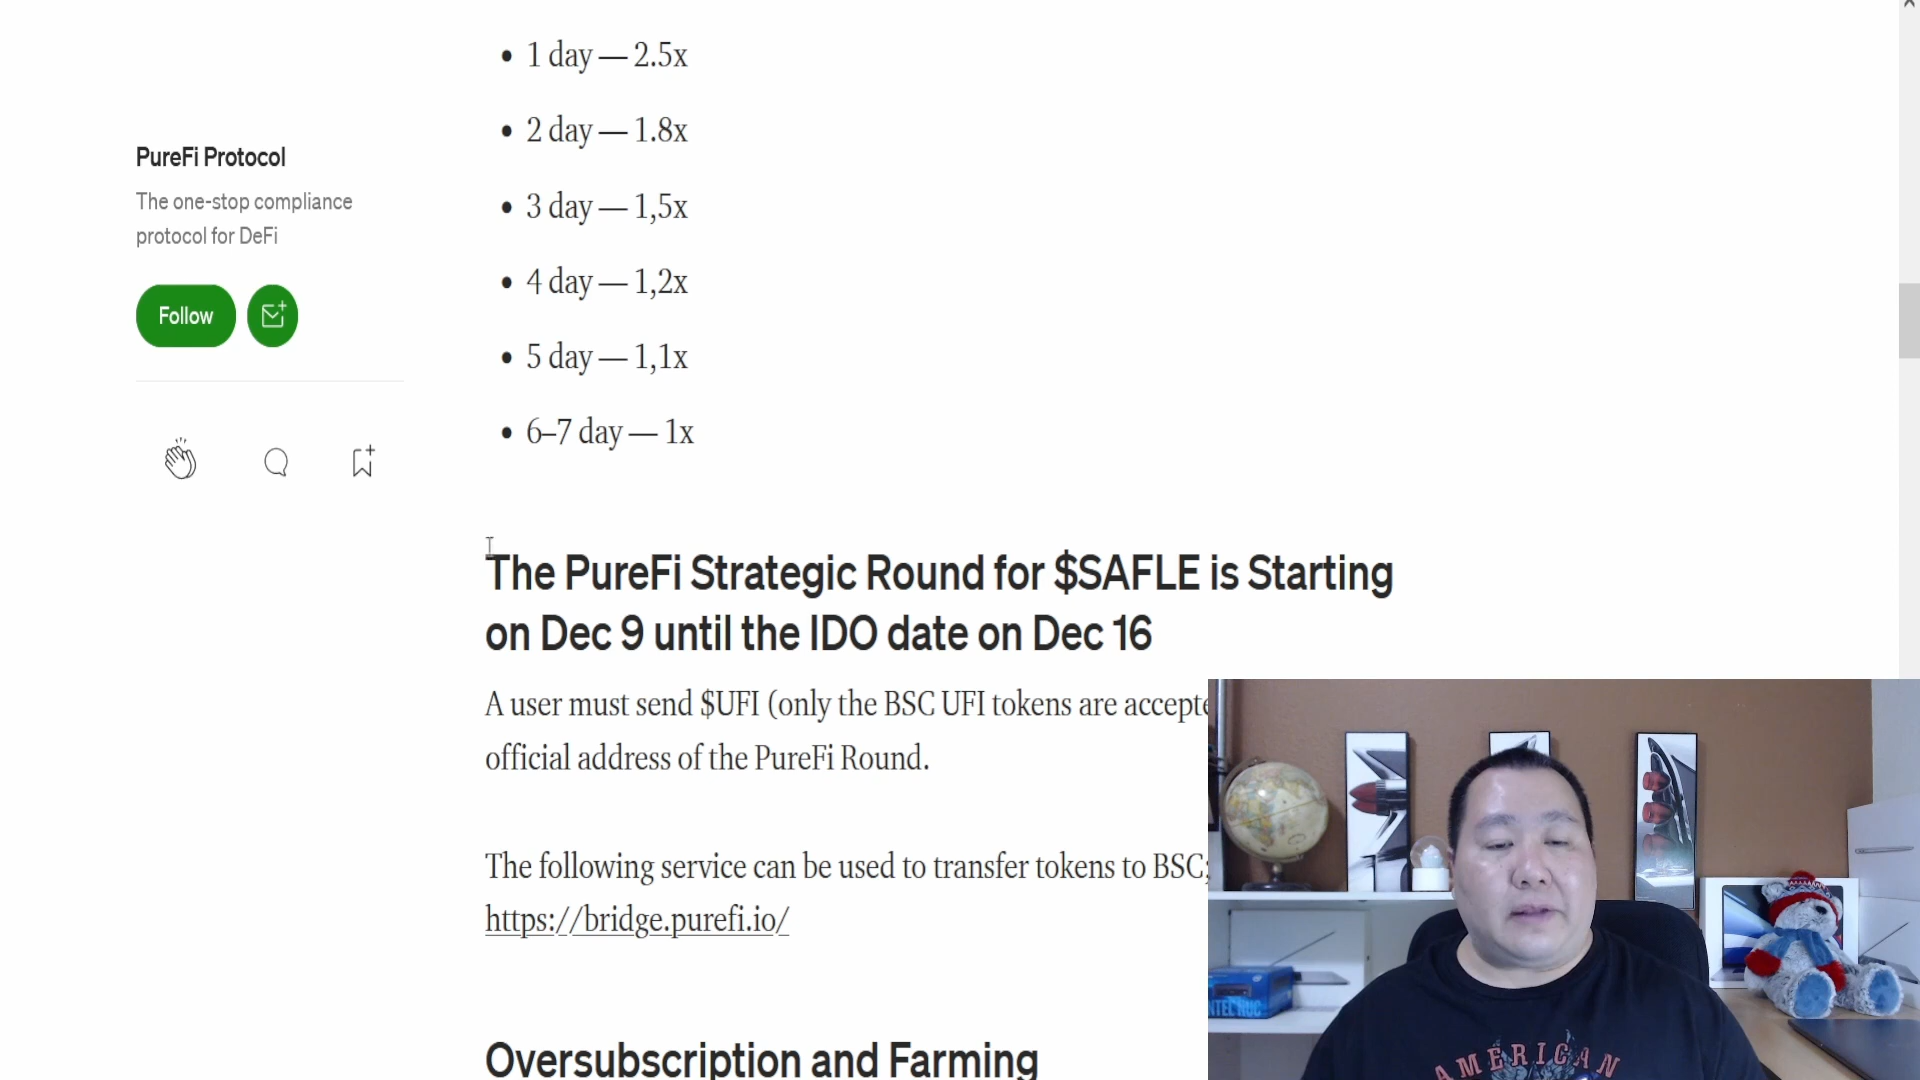 • 1 day — 2.5x
• 2 day — 1.8x
• 3 day — 1,5x
• 4 day — 1,2x
• 5 day — 1,1x
• 6–7 day — 1x
PureFi Protocol
The one-stop compliance
protocol for DeFi
Follow
The PureFi Strategic Round for $SAFLE is Starting
on Dec 9 until the IDO date on Dec 16
A user must send $UFI (only the BSC UFI tokens are
official address of the PureFi Round.
The following service can be used to transfer tokens to BSC;
https://bridge.purefi.io/
Oversubscription and Farming
AMERICAN